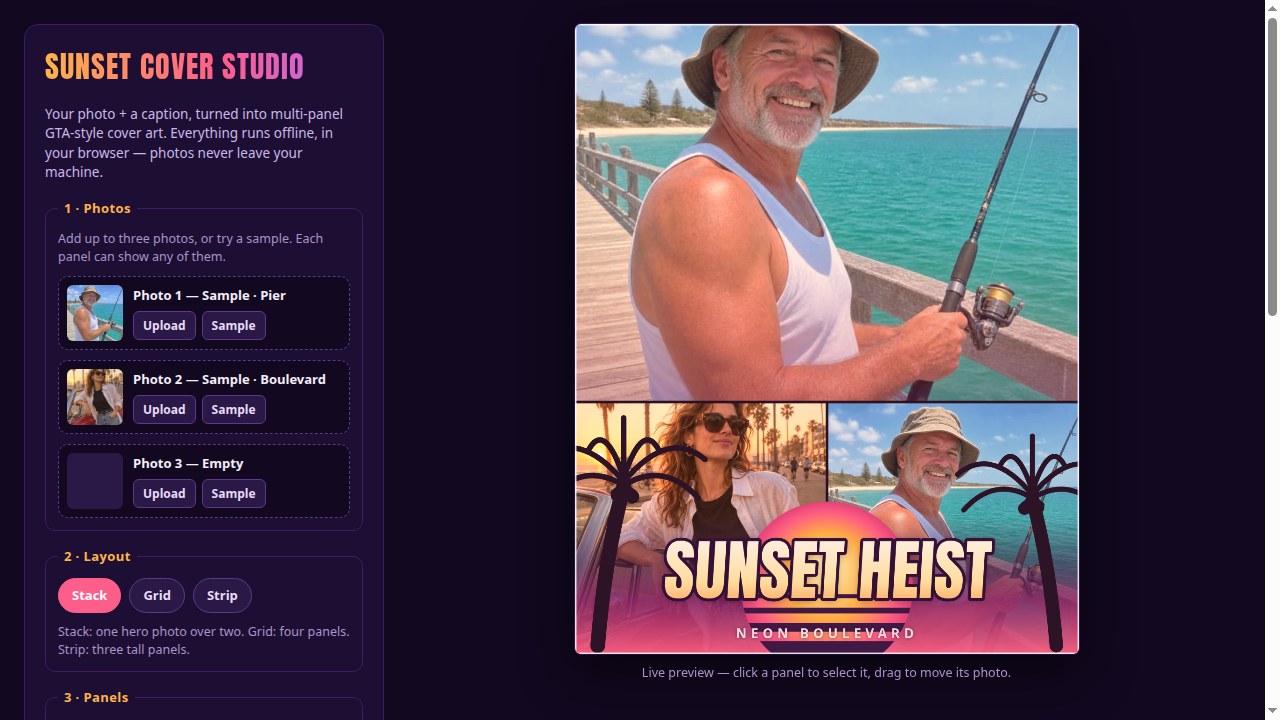 SUNSET COVER STUDIO
Your photo + a caption, turned into multi-panel
GTA-style cover art. Everything runs offline, in
your browser — photos never leave your
machine.
1 · Photos
Add up to three photos, or try a sample. Each
panel can show any of them.
Photo 1 — Sample · Pier
Upload
Sample
Photo 2 — Sample · Boulevard
Upload
Sample
Photo 3 — Empty
Upload
Sample
2 · Layout
Stack
Grid
Strip
Stack: one hero photo over two. Grid: four panels.
Strip: three tall panels.
3 · Panels
SUNSET HEIST
NEON BOULEVARD
Live preview — click a panel to select it, drag to move its photo.